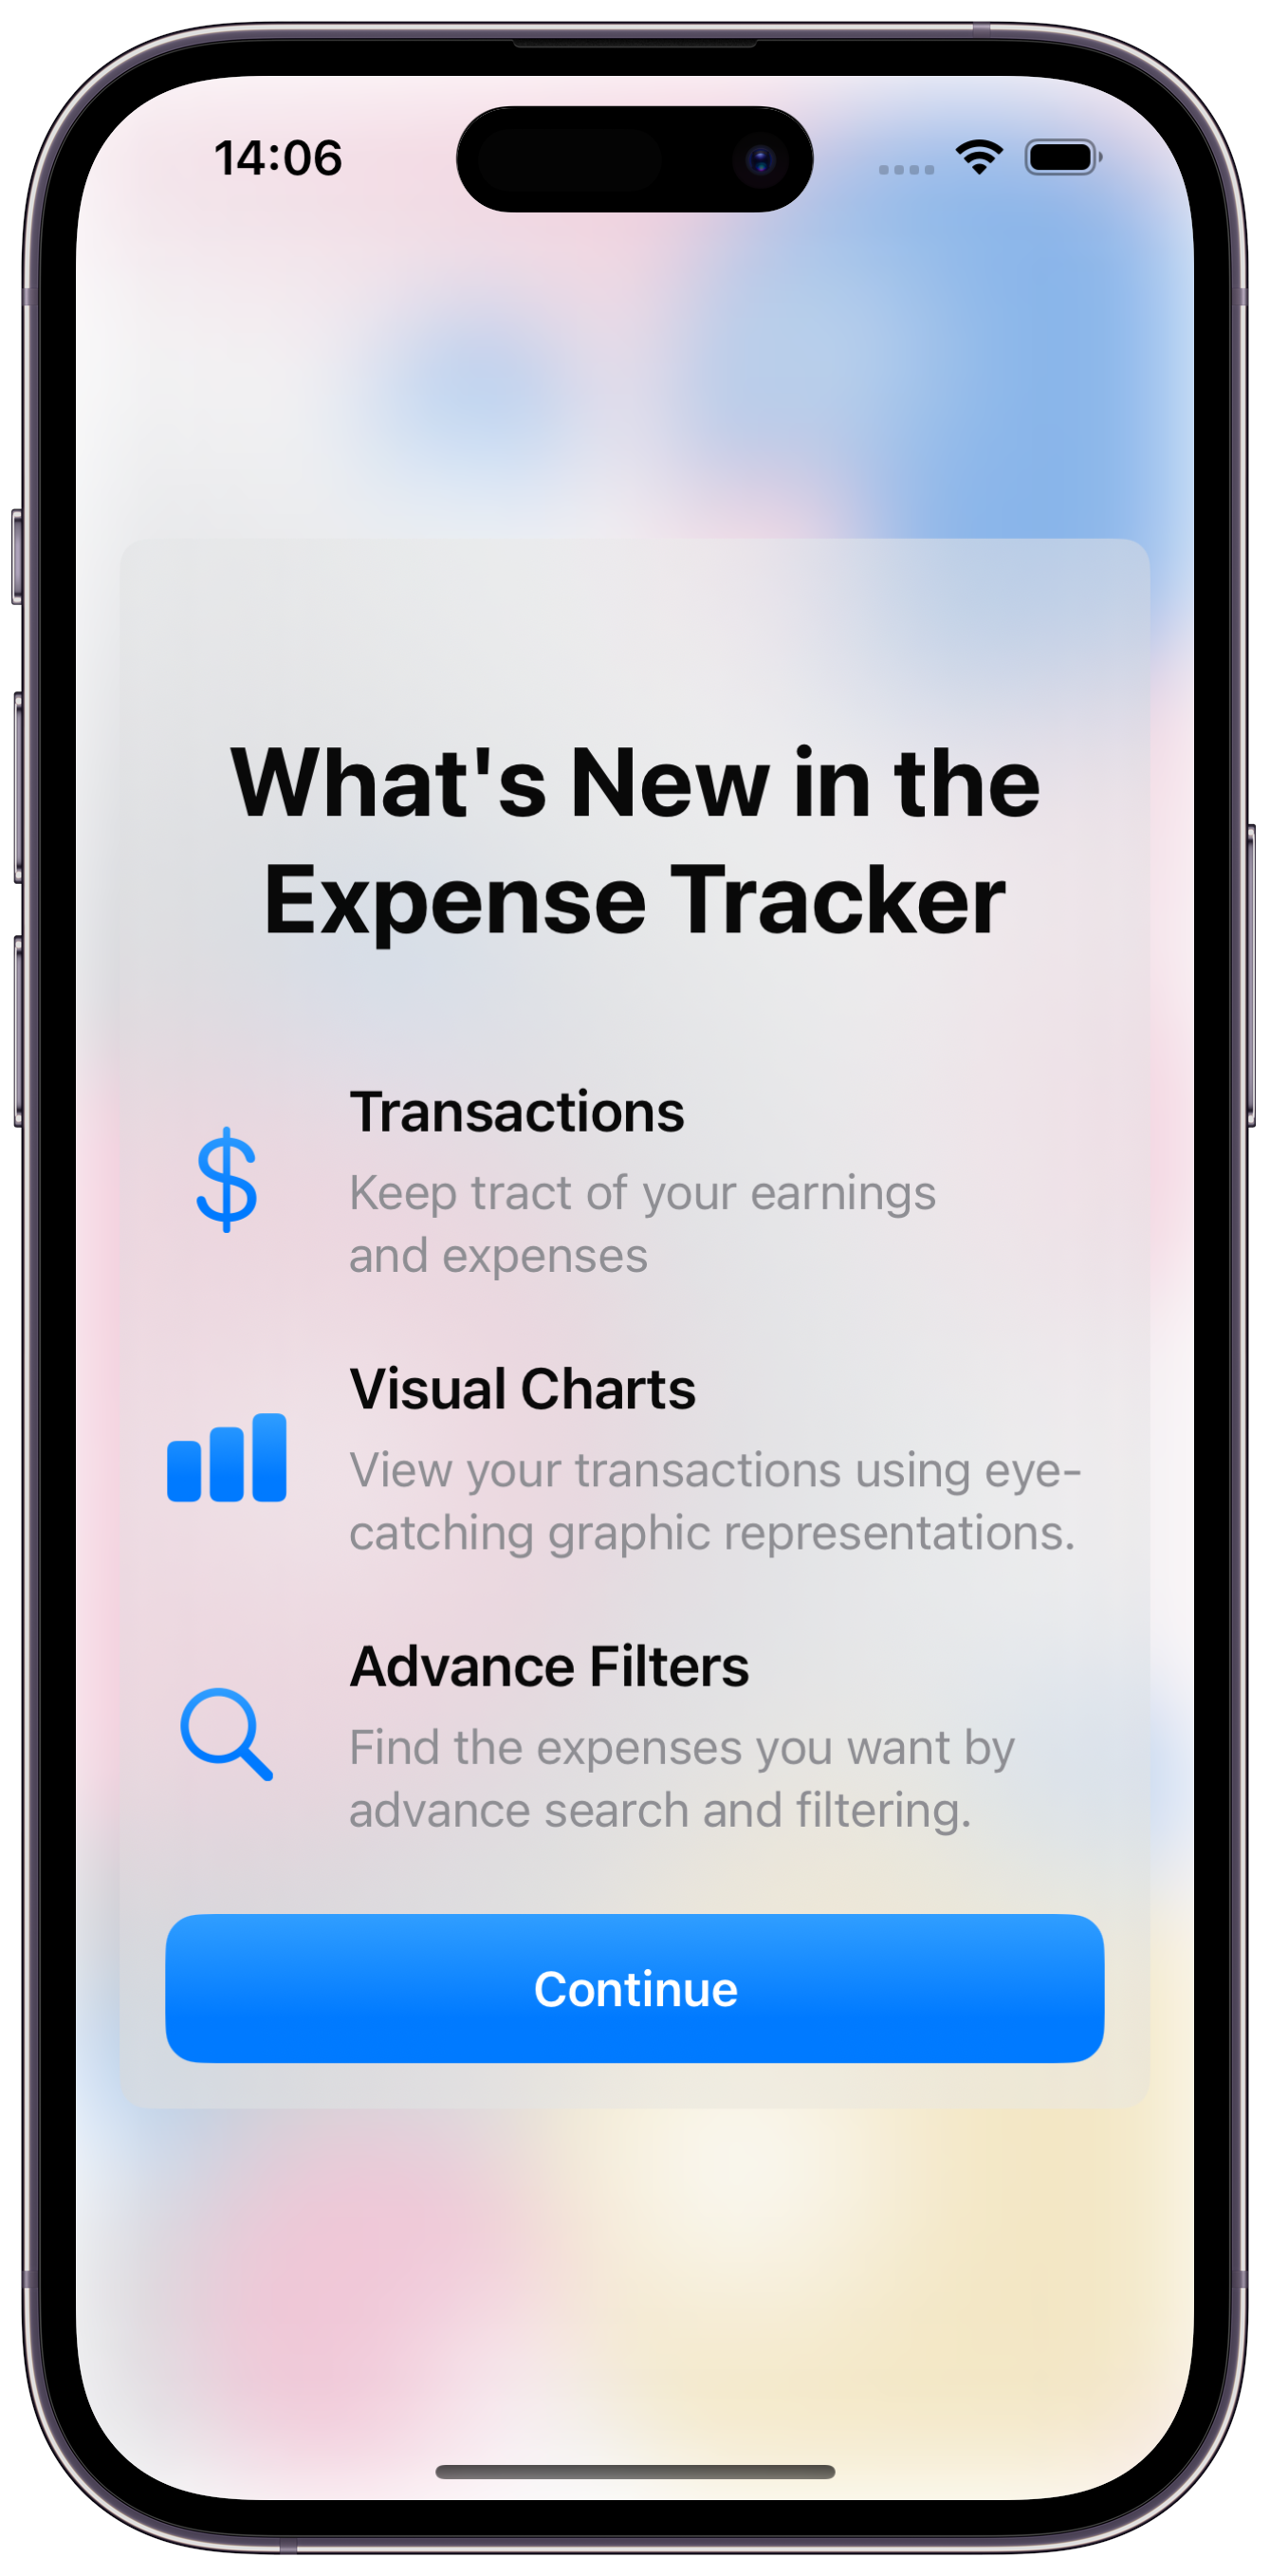 14:06
What's New in the
Expense Tracker
Transactions
Keep tract of your earnings
and expenses
Visual Charts
View your transactions using eye-
catching graphic representations.
Advance Filters
Find the expenses you want by
advance search and filtering.
Continue